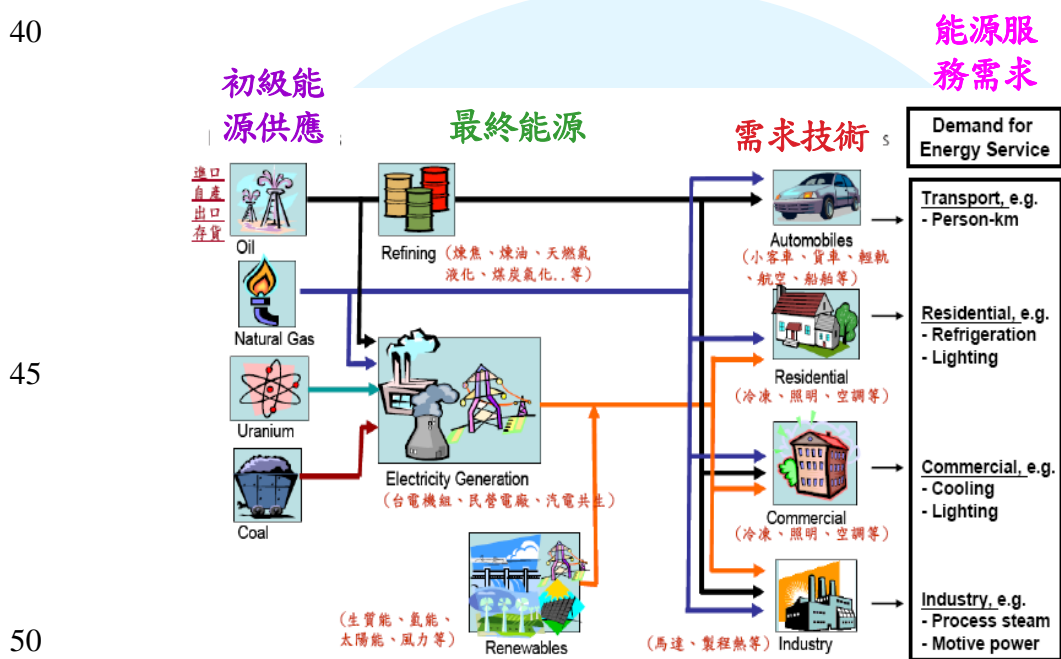 40
能源服
務需求
初級能
源供應
最終能源
需求技術
s
Demand for
Energy Service
進口
自產
出口
存貨
Oil
Refining
(煉焦、煉油、天燃氣
液化、煤炭氣化..等)
Automobiles
(小客車、貨車、輕軌
、航空、船舶等)
Transport, e.g.
- Person-km
Natural Gas
Residential, e.g.
- Refrigeration
- Lighting
45
Residential
(冷凍、照明、空調等)
Uranium
Electricity Generation
(台電機組、民營電廠、汽電共生)
Commercial, e.g.
- Cooling
- Lighting
Coal
Commercial
(冷凍、照明、空調等)
(生質能、氫能、
太陽能、風力等)
Renewables
(馬達、製程熱等)
Industry
Industry, e.g.
- Process steam
- Motive power
50